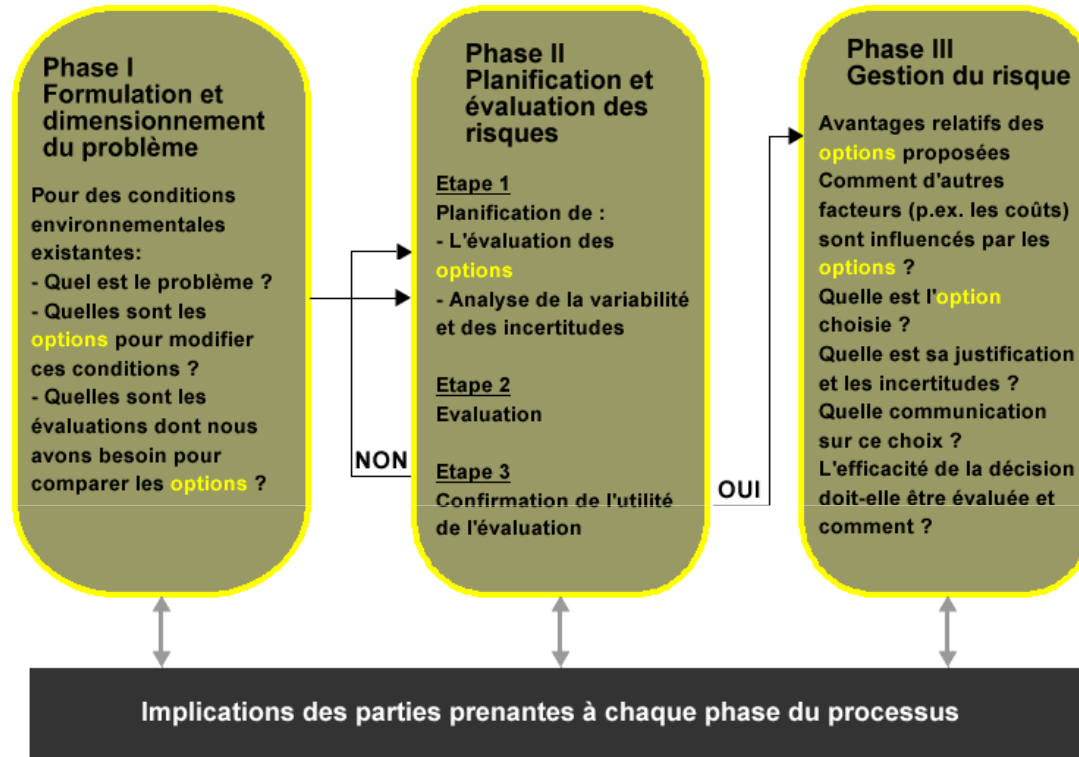 Phase I
Formulation et
dimensionnement
du problème
Pour des conditions
environnementales
existantes:
- Quel est le problème ?
- Quelles sont les
options pour modifier
ces conditions ?
- Quelles sont les
évaluations dont nous
avons besoin pour
comparer les options ?
NON
Phase II
Planification et
évaluation des
risques
Etape 1
Planification de :
- L'évaluation des
options
- Analyse de la variabilité
et des incertitudes
Etape 2
Evaluation
Etape 3
Confirmation de l'utilité
de l'évaluation
OUI
Phase III
Gestion du risque
Avantages relatifs des
options proposées
Comment d'autres
facteurs (p.ex. les coûts)
sont influencés par les
options ?
Quelle est l'option
choisie ?
Quelle est sa justification
et les incertitudes ?
Quelle communication
sur ce choix ?
L'efficacité de la décision
doit-elle être évaluée et
comment ?
Implications des parties prenantes à chaque phase du processus